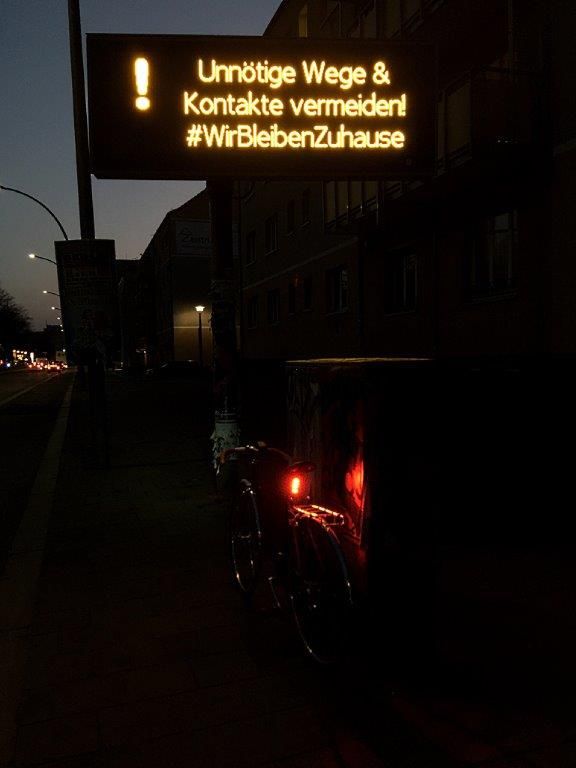 ! Unnötige Wege &
Kontakte vermeiden!
#WirBleibenZuhause